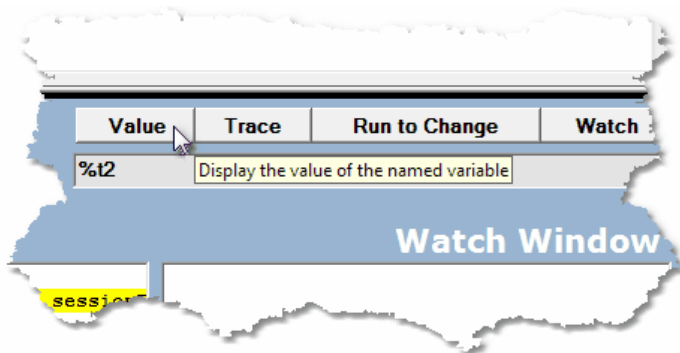 Value Trace Run to Change Watch
%t2 Display the value of the named variable
Watch Window